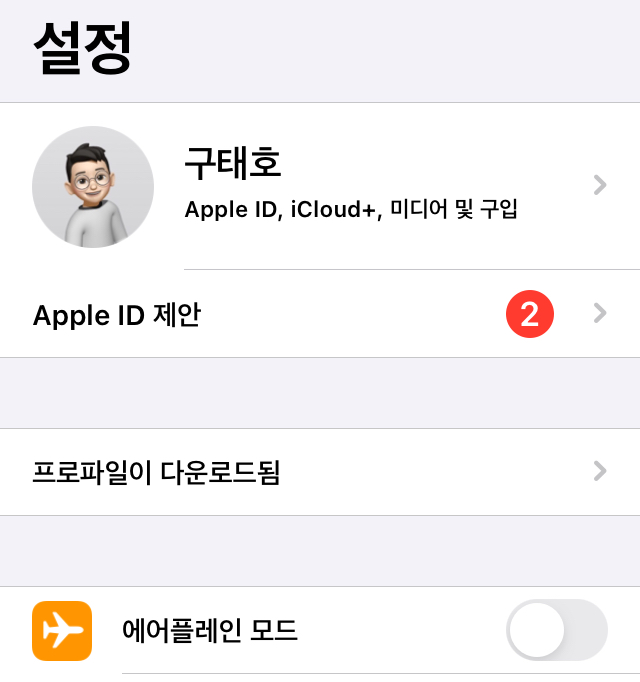 설정
구태호
Apple ID, iCloud+, 미디어 및 구입
Apple ID 제안
2
프로파일이 다운로드됨
에어플레인 모드